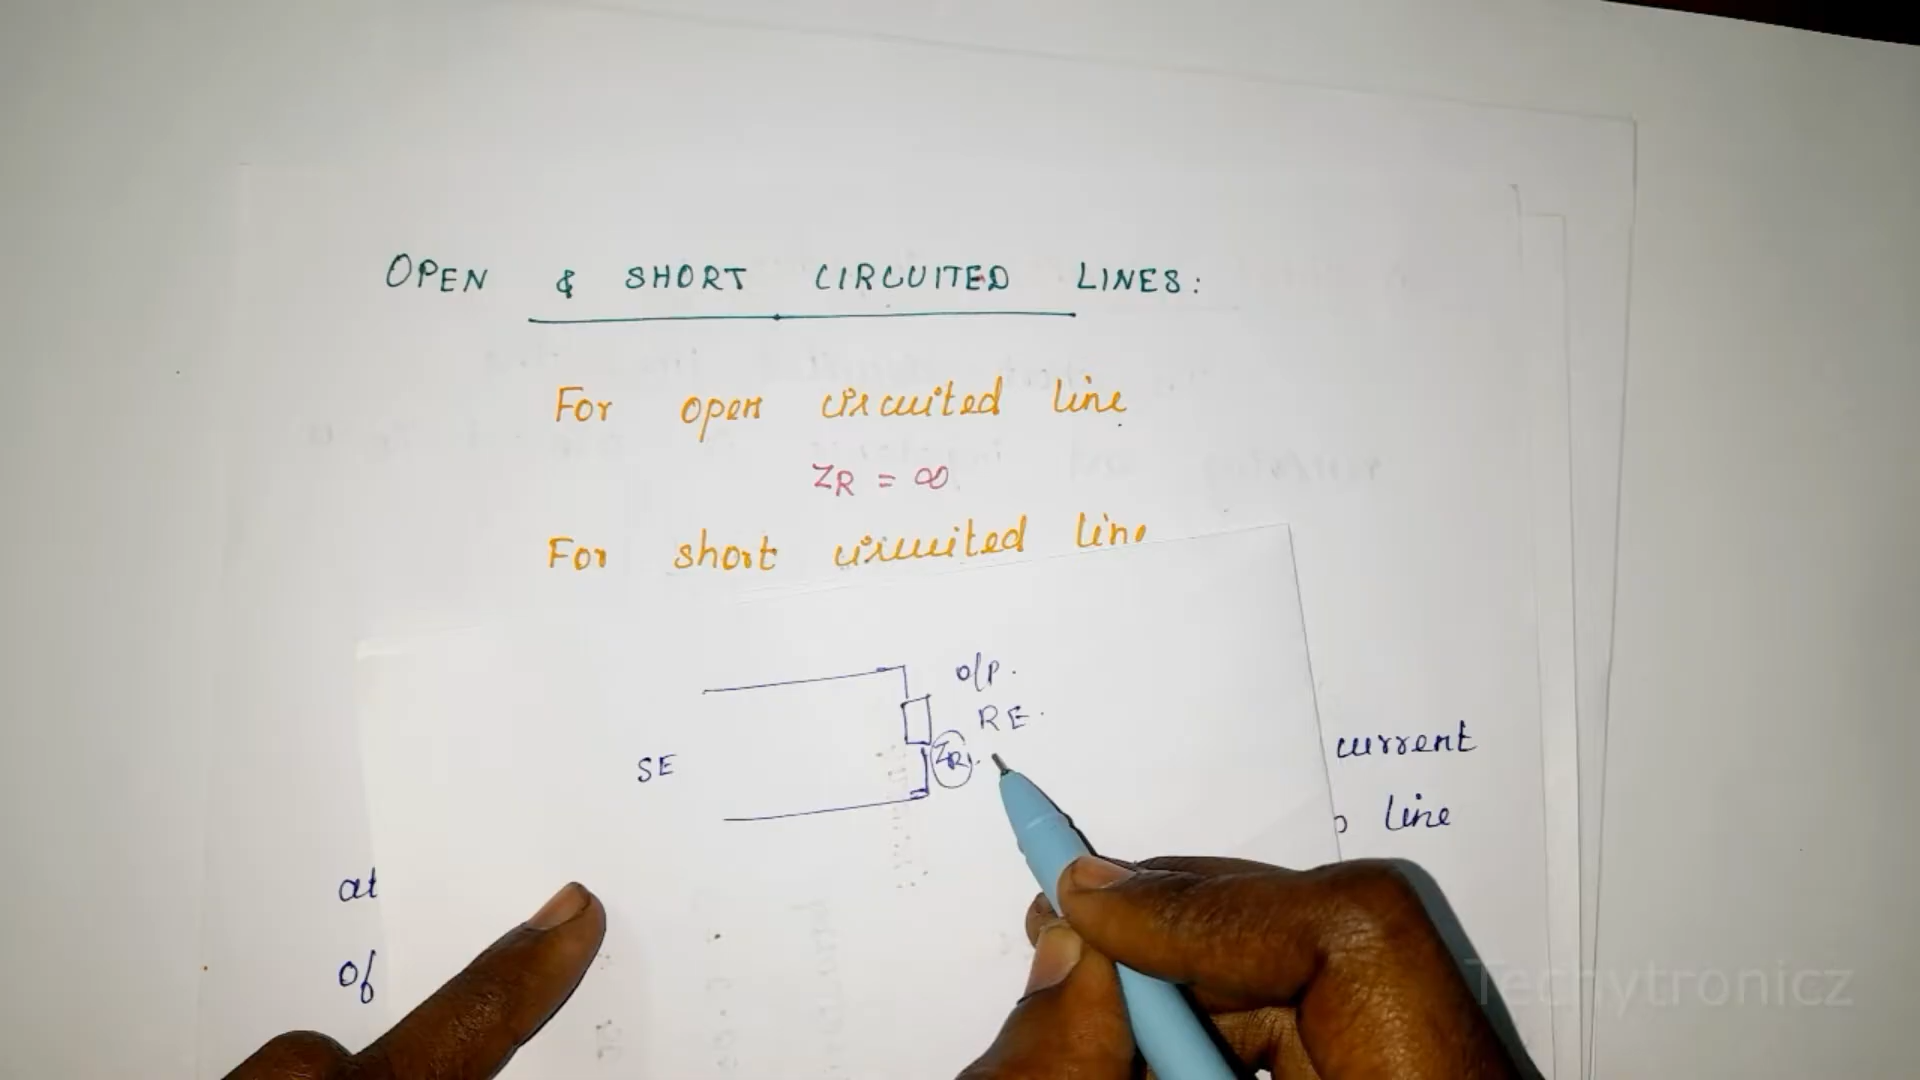 OPEN & SHORT CIRCUITED LINES:
For open circuited line
ZR = ∞
For short circuited line
O/P.
RE.
ZR
SE
current
line
at
of
Techytronicz